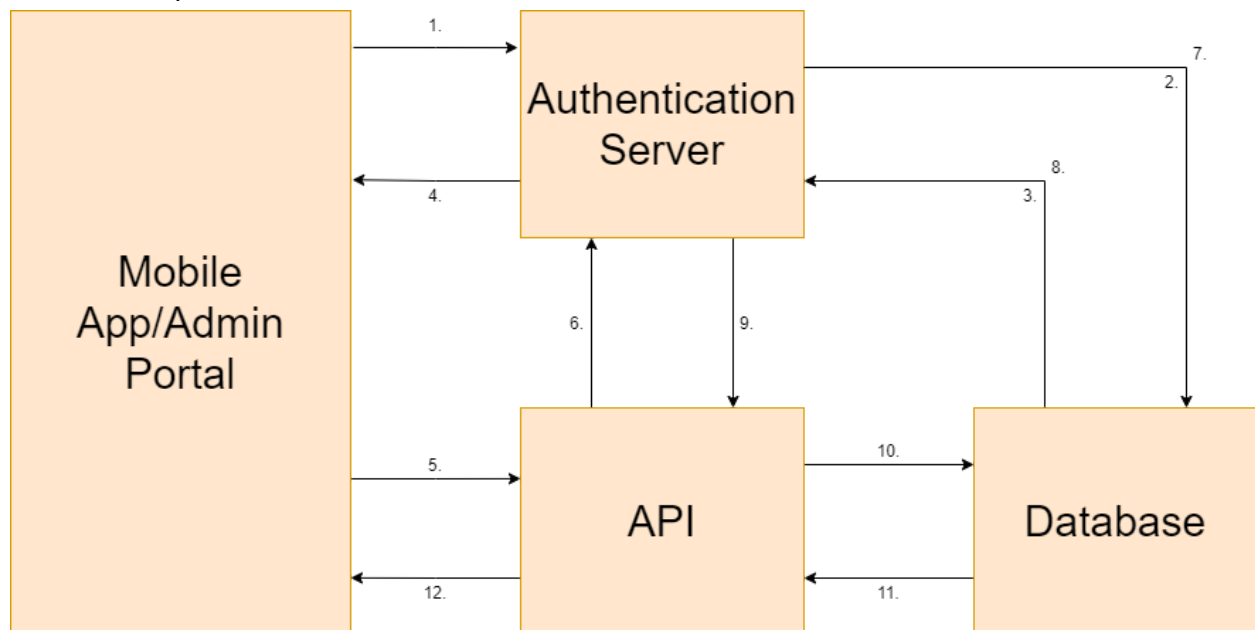 1.
Authentication
Server
7.
2.
8.
3.
4.
Mobile
App/Admin
Portal
6.
9.
5.
10.
API
Database
12.
11.